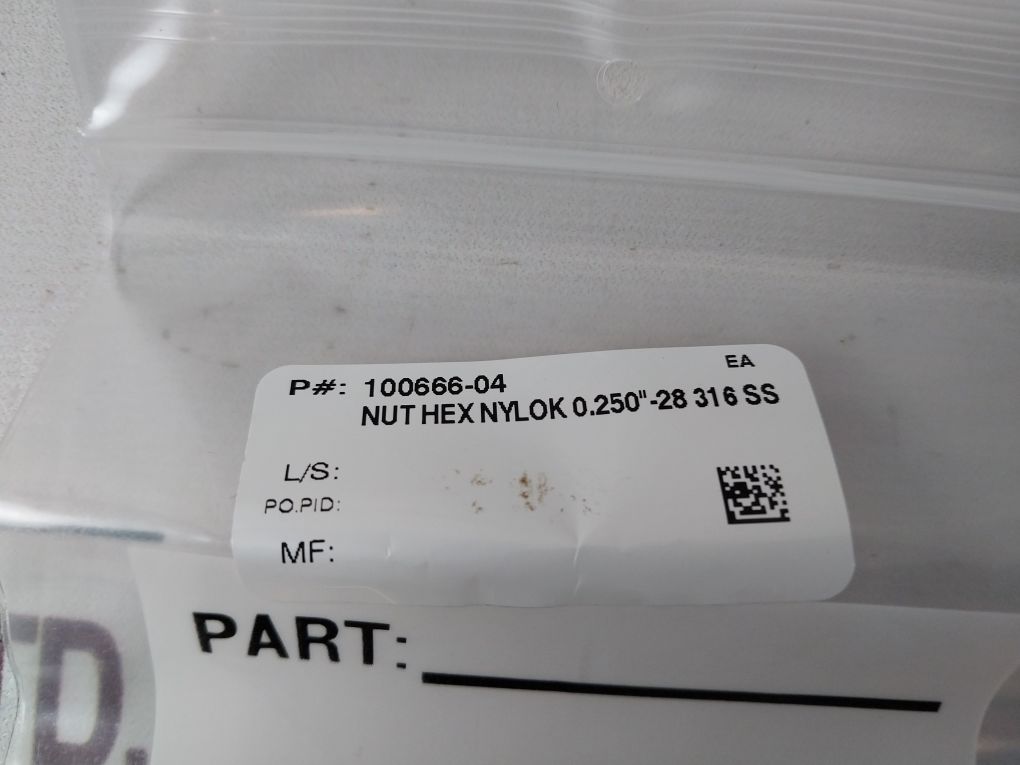 EA
P#: 100666-04
NUT HEX NYLOK 0.250"-28 316 SS
L/S:
PO.PID:
MF:
PART:
D.